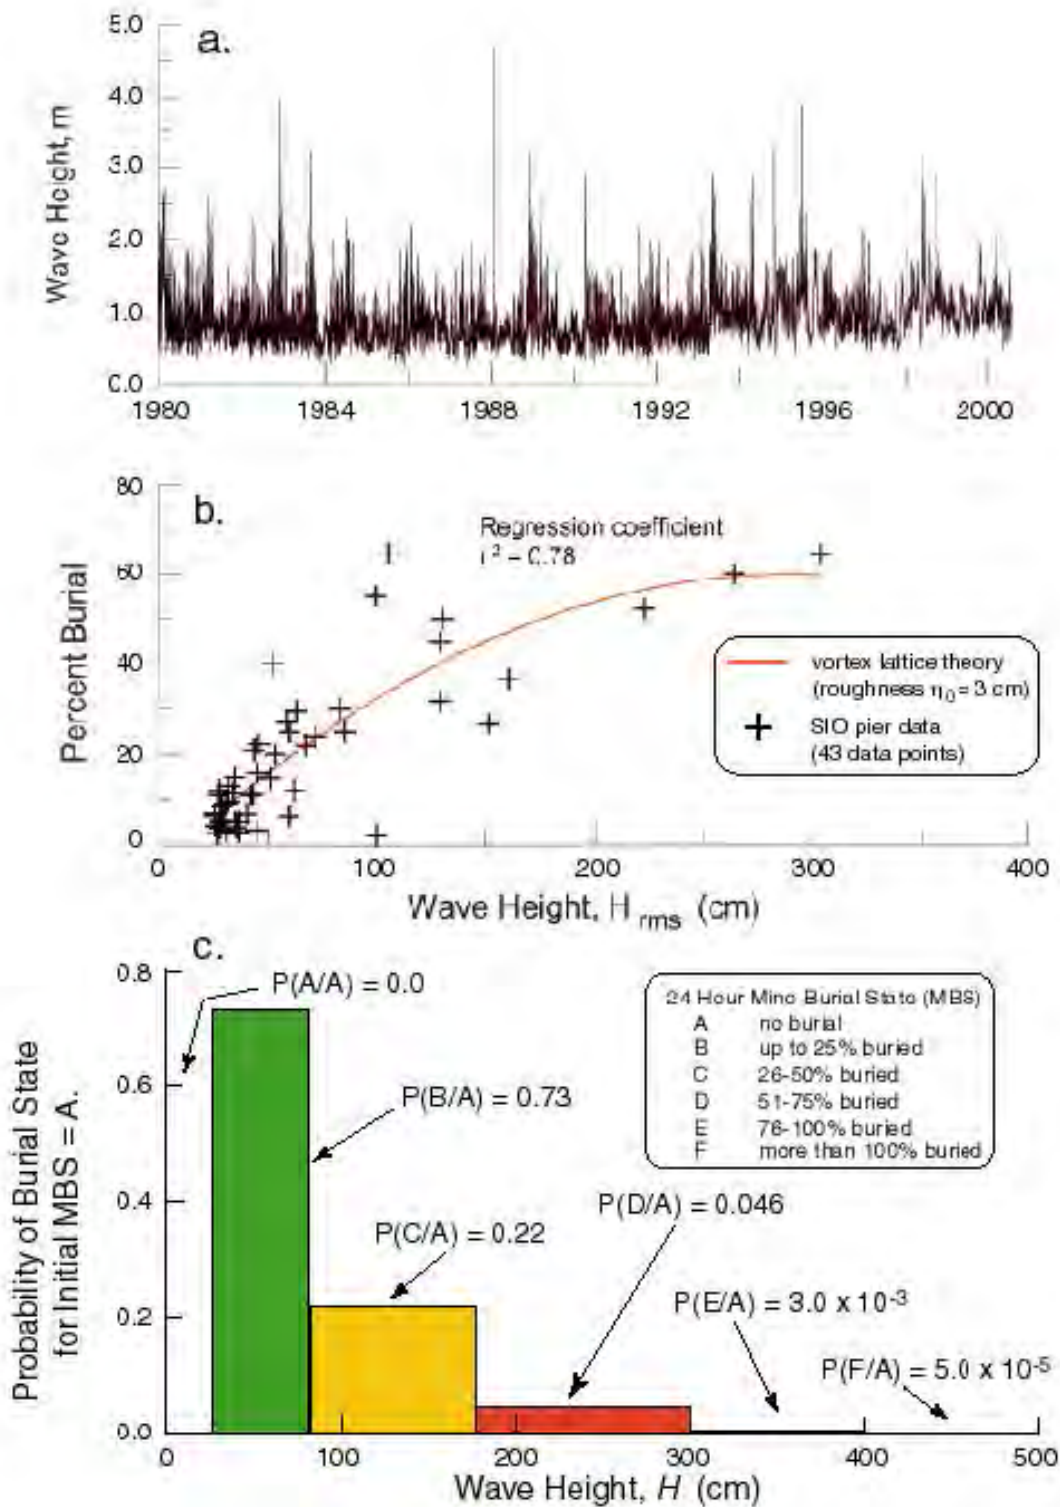 a.
5.0
4.0
3.0
2.0
1.0
0.0
Wave Height, m
1980 1984 1988 1992 1996 2000
b.
80
60
40
20
0
Percent Burial
Regression coefficient
r² = 0.78
vortex lattice theory
(roughness η₀ = 3 cm)
SIO pier data
(43 data points)
0 100 200 300 400
Wave Height, H rms (cm)
c.
0.8
0.6
0.4
0.2
0.0
Probability of Burial State
for Initial MBS = A.
P(A/A) = 0.0
P(B/A) = 0.73
P(C/A) = 0.22
P(D/A) = 0.046
P(E/A) = 3.0 x 10⁻³
P(F/A) = 5.0 x 10⁻⁵
24 Hour Mine Burial State (MBS)
A no burial
B up to 25% buried
C 26-50% buried
D 51-75% buried
E 76-100% buried
F more than 100% buried
0 100 200 300 400 500
Wave Height, H (cm)